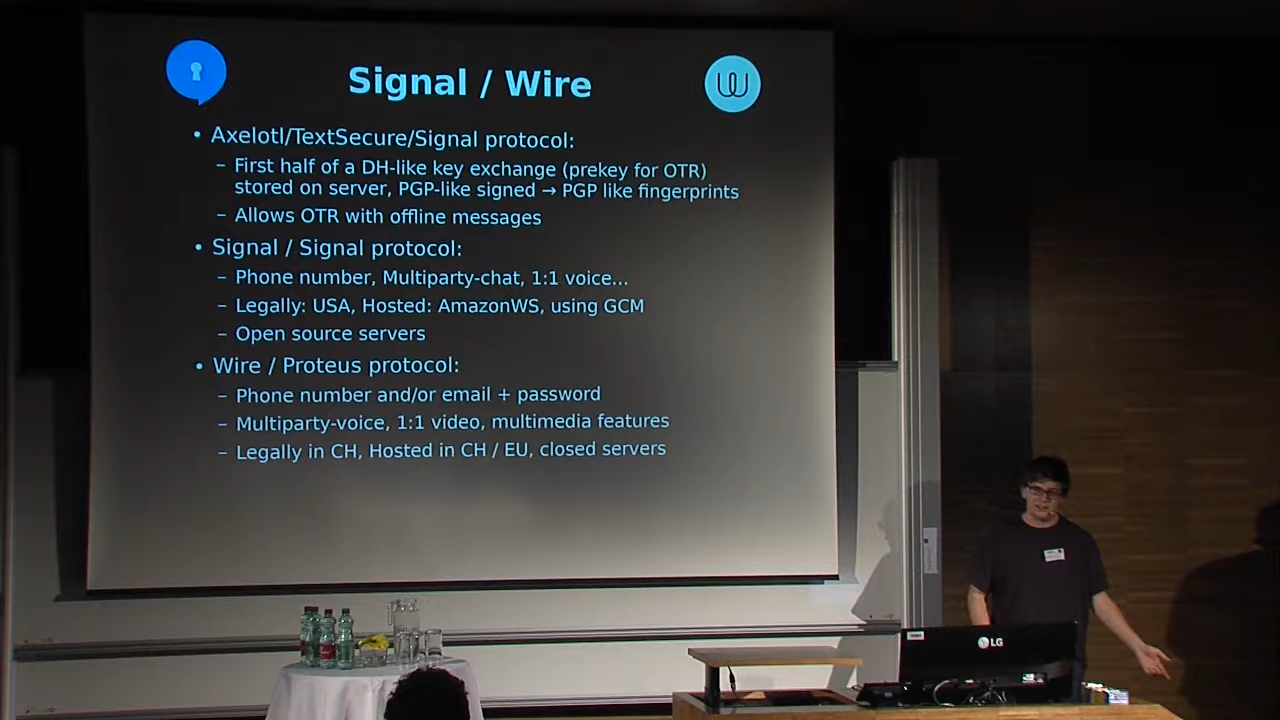 Signal / Wire
• Axelotl/TextSecure/Signal protocol:
– First half of a DH-like key exchange (prekey for OTR)
stored on server, PGP-like signed → PGP like fingerprints
– Allows OTR with offline messages
• Signal / Signal protocol:
– Phone number, Multiparty-chat, 1:1 voice...
– Legally: USA, Hosted: AmazonWS, using GCM
– Open source servers
• Wire / Proteus protocol:
– Phone number and/or email + password
– Multiparty-voice, 1:1 video, multimedia features
– Legally in CH, Hosted in CH / EU, closed servers
LG